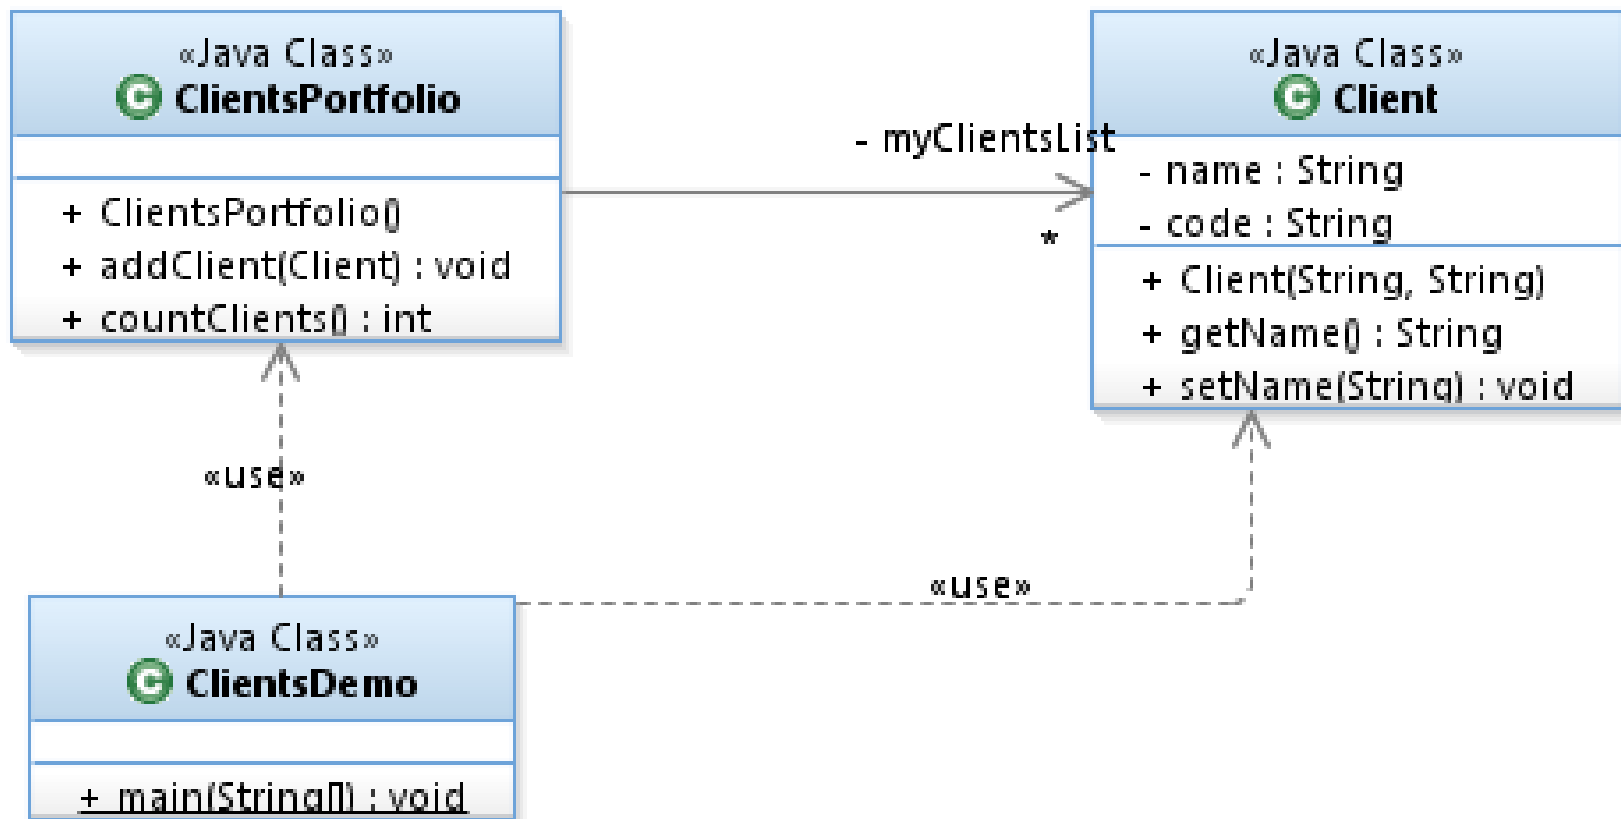 «Java Class»
C ClientsPortfolio
+ ClientsPortfolio()
+ addClient(Client) : void
+ countClients() : int
- myClientsList
*
«Java Class»
C Client
- name : String
- code : String
+ Client(String, String)
+ getName() : String
+ setName(String) : void
«use»
«use»
«Java Class»
C ClientsDemo
+ main(String[]) : void